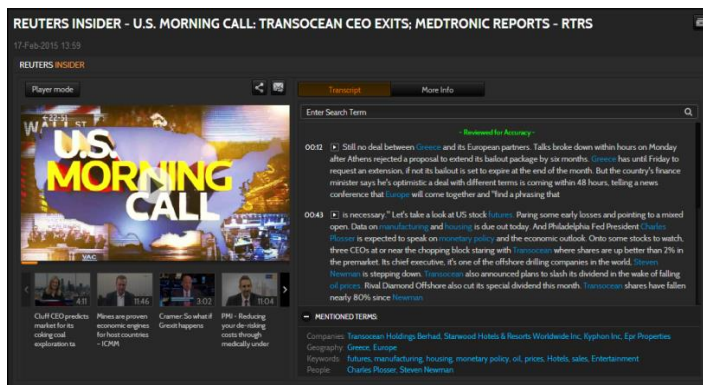 REUTERS INSIDER - U.S. MORNING CALL: TRANSOCEAN CEO EXITS; MEDTRONIC REPORTS - RTRS
17-Feb-2015 13:59
REUTERS INSIDER
Player mode
WALL ST
U.S.
MORNING
CALL
4:11
11:46
3:02
11:04
Cluff CEO predicts
market for its
coking coal
exploration ta
Mines are proven
economic engines
for host countries
- ICMM
Cramer: So what if
Grexit happens
PMI - Reducing
your de-risking
costs through
medically under
Transcript
More Info
Enter Search Term
- Reviewed for Accuracy -
00:12 Still no deal between Greece and its European partners. Talks broke down within hours on Monday
after Athens rejected a proposal to extend its bailout package by six months. Greece has until Friday to
request an extension, if not its bailout is set to expire at the end of the month. But the country's finance
minister says he's optimistic a deal with different terms is coming within 48 hours, telling a news
conference that Europe will come together and "find a phrasing that
00:43 is necessary." Let's take a look at US stock futures. Paring some early losses and pointing to a mixed
open. Data on manufacturing and housing is due out today. And Philadelphia Fed President Charles
Plosser is expected to speak on monetary policy and the economic outlook. Onto some stocks to watch,
three CEOs at or near the chopping block staring with Transocean where shares are up better than 2% in
the premarket. Its chief executive, it's one of the offshore drilling companies in the world, Steven
Newman is stepping down. Transocean also announced plans to slash its dividend in the wake of falling
oil prices. Rival Diamond Offshore also cut its special dividend this month. Transocean shares have fallen
nearly 80% since Newman
MENTIONED TERMS:
Companies Transocean Holdings Berhad, Starwood Hotels & Resorts Worldwide Inc, Kyphon Inc, Epr Properties
Geography Greece, Europe
Keywords futures, manufacturing, housing, monetary policy, oil, prices, Hotels, sales, Entertainment
People Charles Plosser, Steven Newman